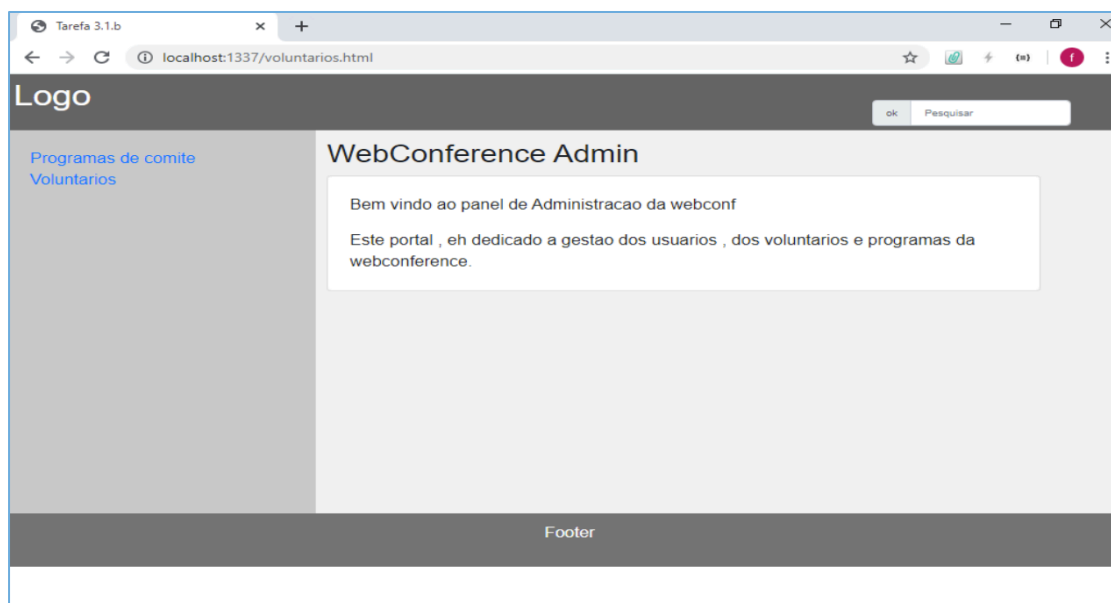 Tarefa 3.1.b
localhost:1337/voluntarios.html
{=}
f
Logo
ok Pesquisar
Programas de comite
Voluntarios
WebConference Admin
Bem vindo ao panel de Administracao da webconf
Este portal , eh dedicado a gestao dos usuarios , dos voluntarios e programas da
webconference.
Footer